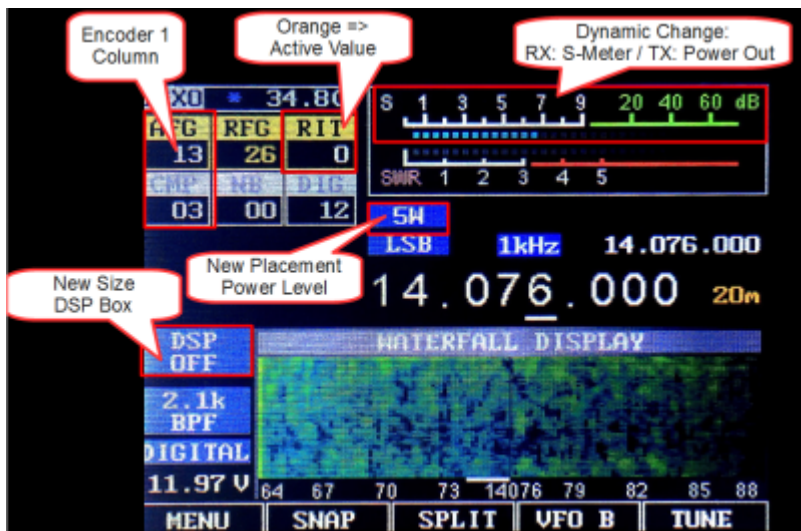 Encoder 1
Column
Orange =>
Active Value
Dynamic Change:
RX: S-Meter / TX: Power Out
XO * 34.8C
AFG RFG RIT
13 26 0
CMP NB DIG
03 00 12
S 1 3 5 7 9 20 40 60 dB
SWR 1 2 3 4 5
5W
LSB 1kHz 14.076.000
New Placement
Power Level
14.076.000 20m
New Size
DSP Box
DSP
OFF
WATERFALL DISPLAY
2.1k
BPF
DIGITAL
11.97 V
64 67 70 73 14076 79 82 85 88
MENU SNAP SPLIT VFO B TUNE